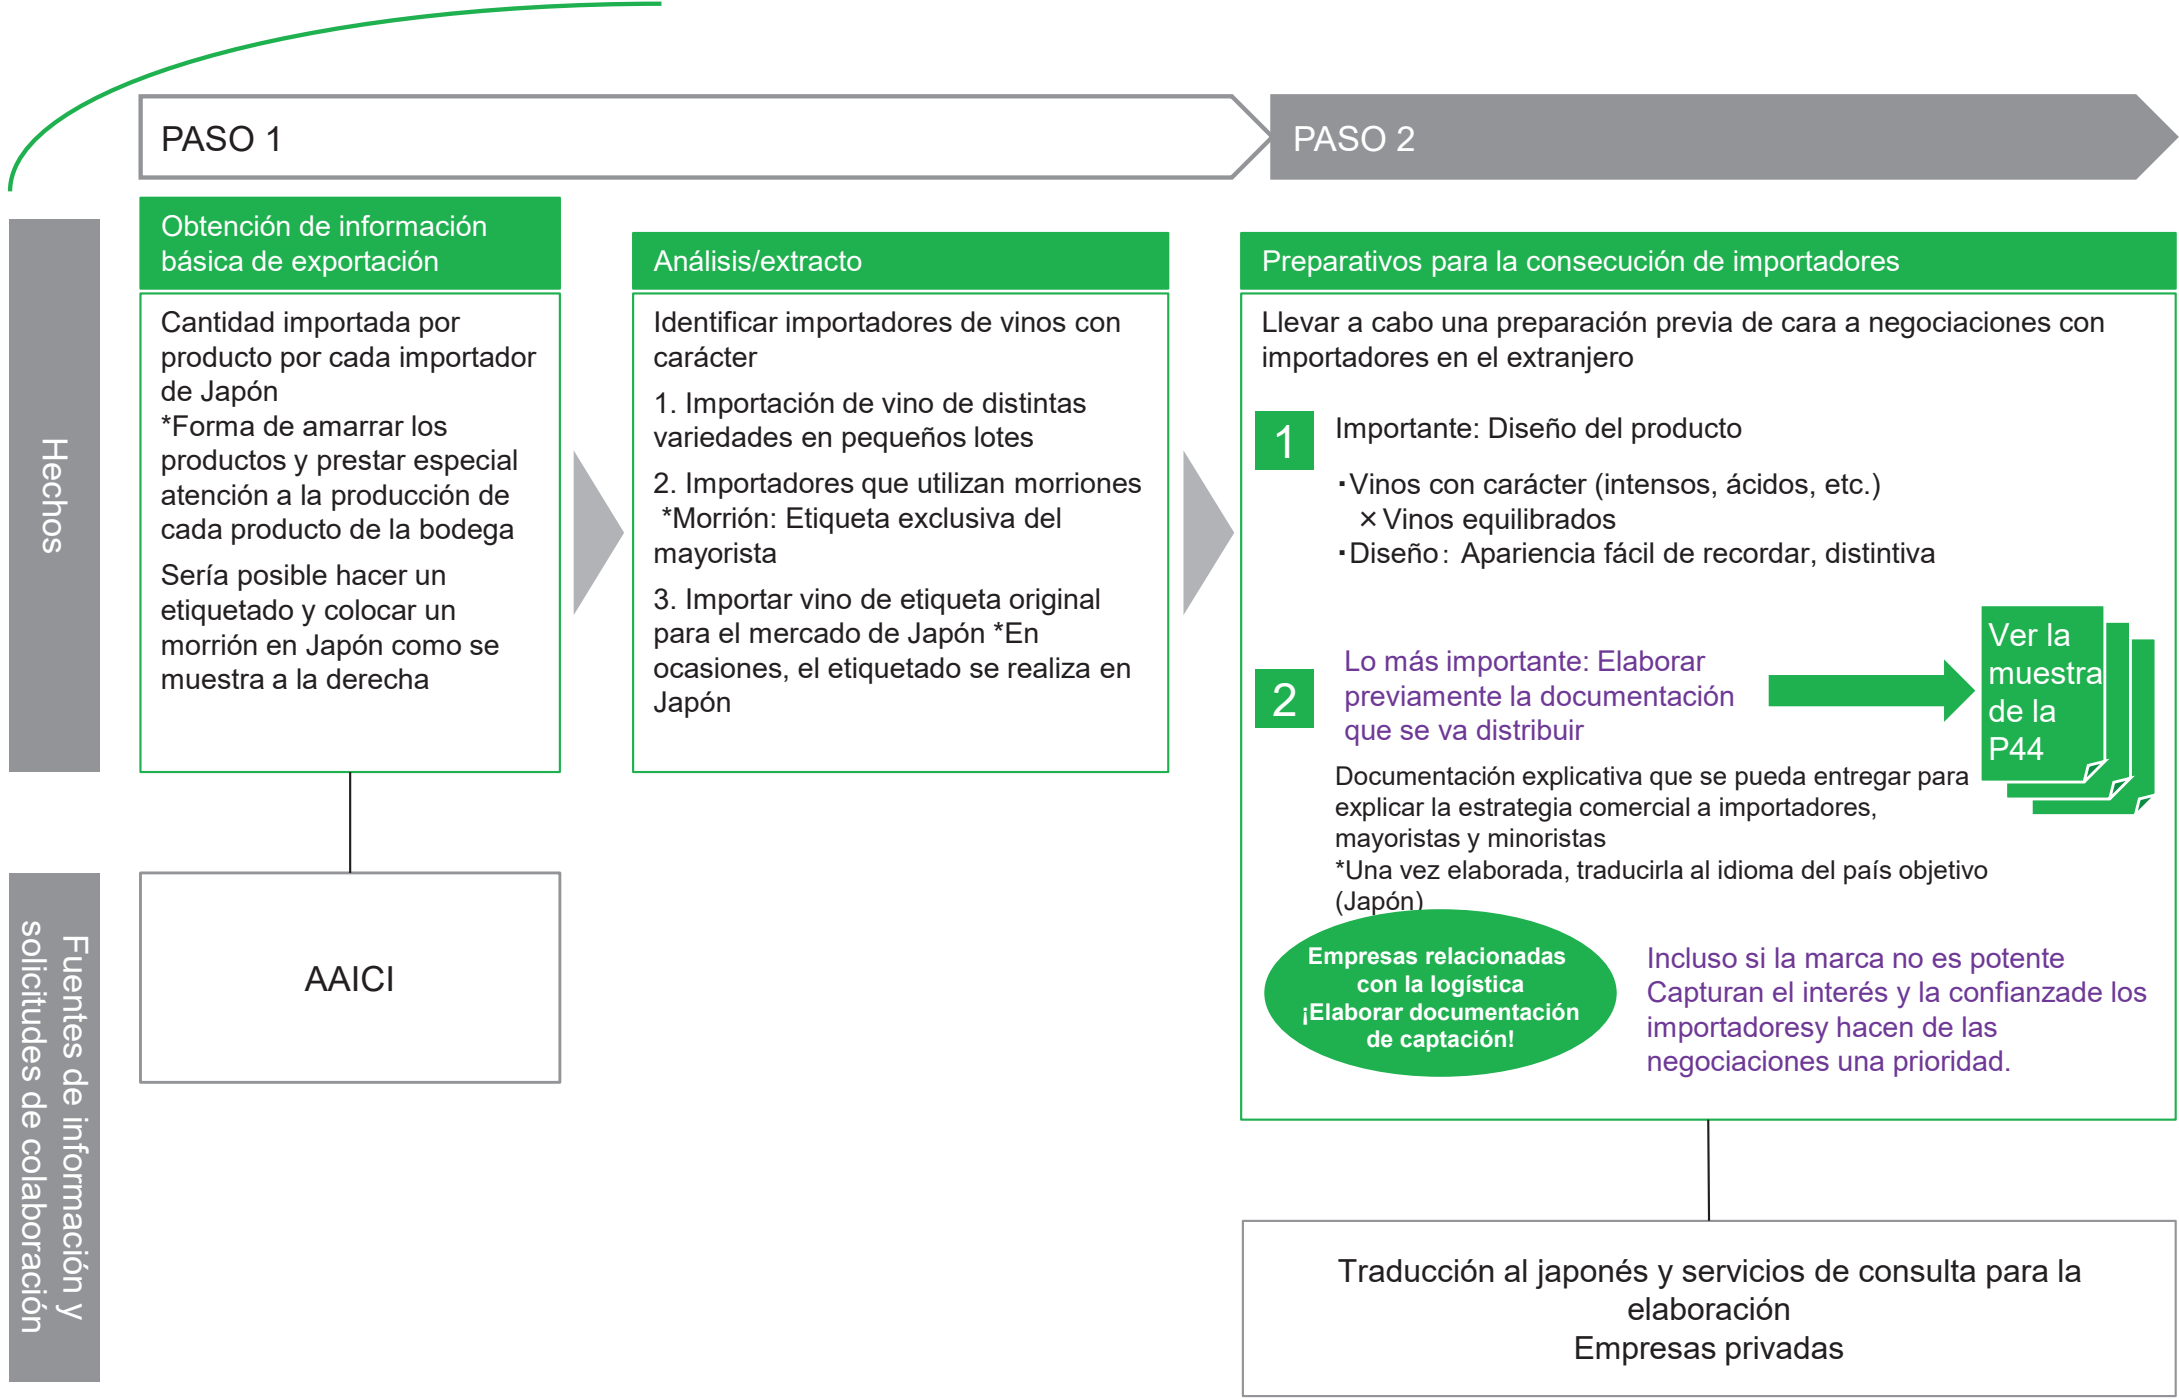 PASO 1
PASO 2
Hechos
Obtención de información
básica de exportación
Cantidad importada por
producto por cada importador
de Japón
*Forma de amarrar los
productos y prestar especial
atención a la producción de
cada producto de la bodega
Sería posible hacer un
etiquetado y colocar un
morrión en Japón como se
muestra a la derecha
Análisis/extracto
Identificar importadores de vinos con
carácter
1. Importación de vino de distintas
variedades en pequeños lotes
2. Importadores que utilizan morriones
*Morrión: Etiqueta exclusiva del
mayorista
3. Importar vino de etiqueta original
para el mercado de Japón *En
ocasiones, el etiquetado se realiza en
Japón
Preparativos para la consecución de importadores
Llevar a cabo una preparación previa de cara a negociaciones con
importadores en el extranjero
1
Importante: Diseño del producto
・Vinos con carácter (intensos, ácidos, etc.)
×Vinos equilibrados
・Diseño：Apariencia fácil de recordar, distintiva
2
Lo más importante: Elaborar
previamente la documentación
que se va distribuir
Ver la
muestra
de la
P44
Documentación explicativa que se pueda entregar para
explicar la estrategia comercial a importadores,
mayoristas y minoristas
*Una vez elaborada, traducirla al idioma del país objetivo
(Japón)
Empresas relacionadas
con la logística
¡Elaborar documentación
de captación!
Incluso si la marca no es potente
Capturan el interés y la confianzade los
importadoresy hacen de las
negociaciones una prioridad.
Fuentes de información y
solicitudes de colaboración
AAICI
Traducción al japonés y servicios de consulta para la
elaboración
Empresas privadas